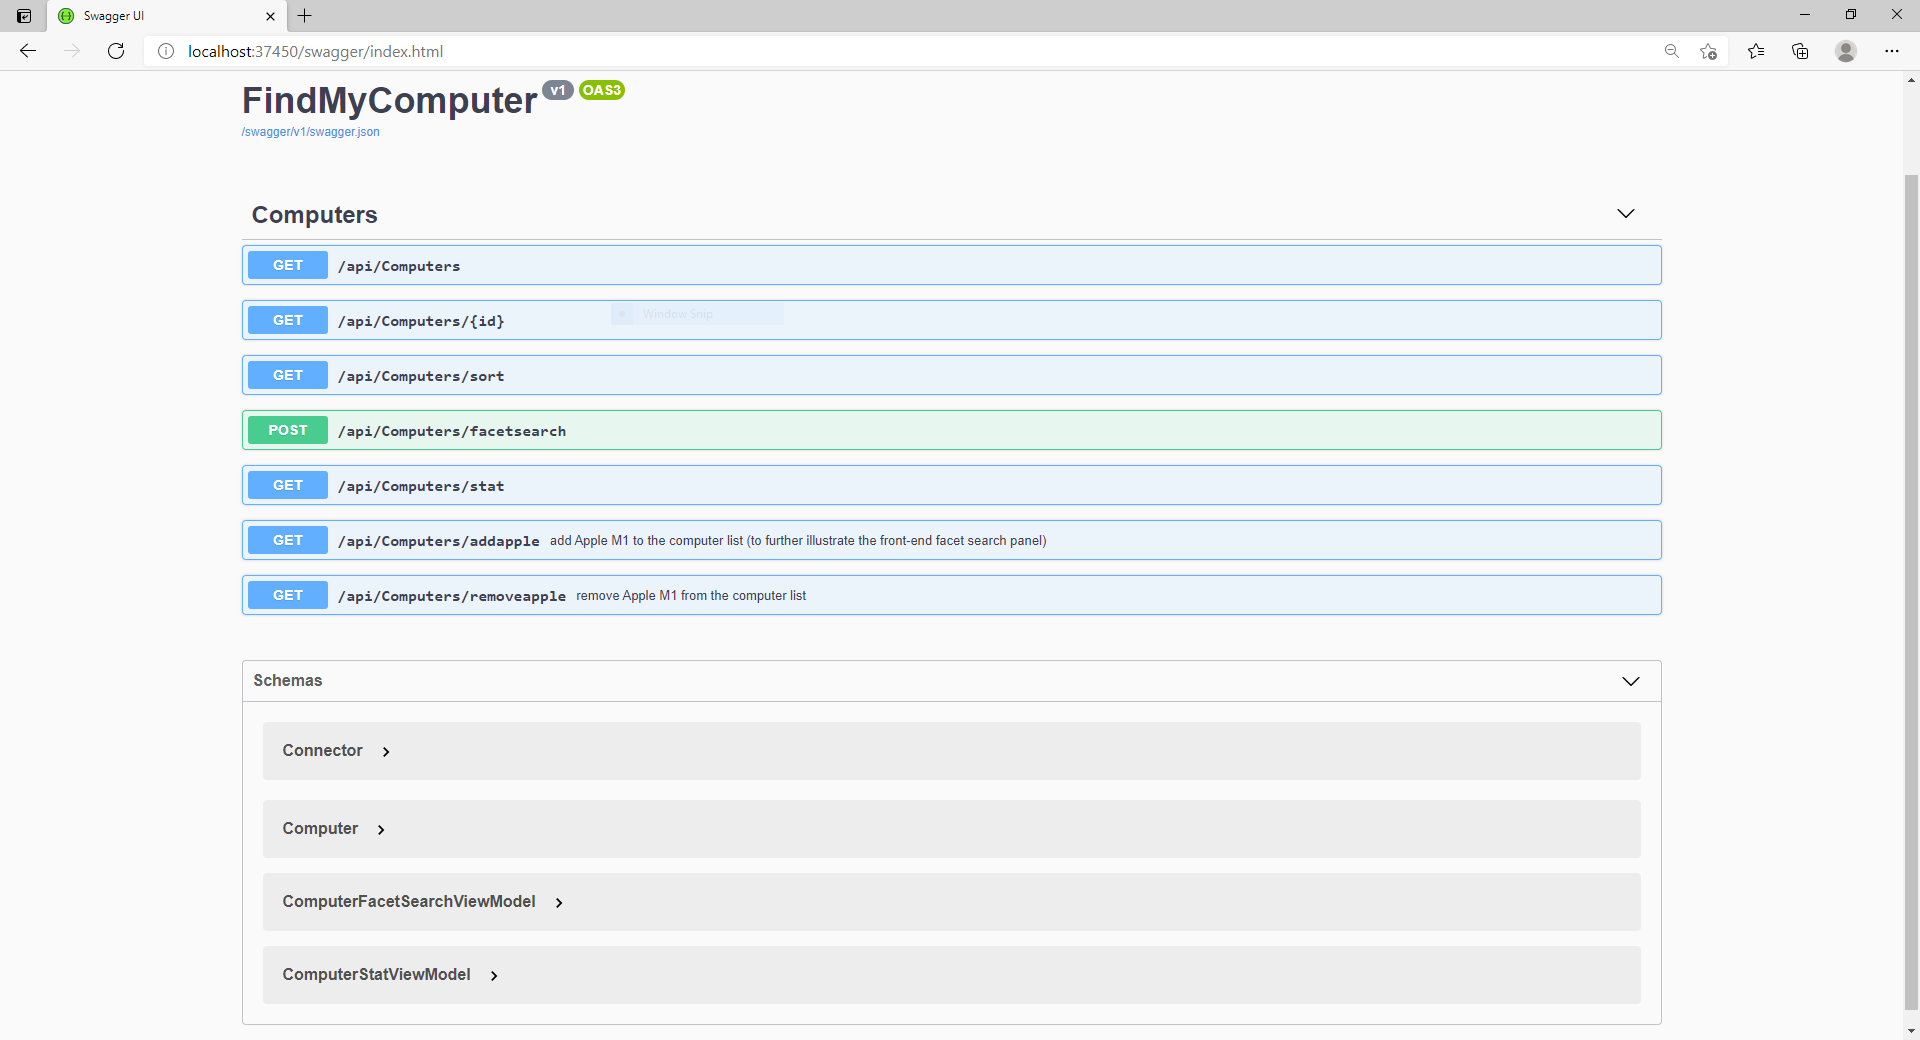 Swagger UI
localhost:37450/swagger/index.html
FindMyComputer v1 OAS3
/swagger/v1/swagger.json
Computers
GET /api/Computers
GET /api/Computers/{id}
Window Snip
GET /api/Computers/sort
POST /api/Computers/facetsearch
GET /api/Computers/stat
GET /api/Computers/addapple add Apple M1 to the computer list (to further illustrate the front-end facet search panel)
GET /api/Computers/removeapple remove Apple M1 from the computer list
Schemas
Connector
Computer
ComputerFacetSearchViewModel
ComputerStatViewModel